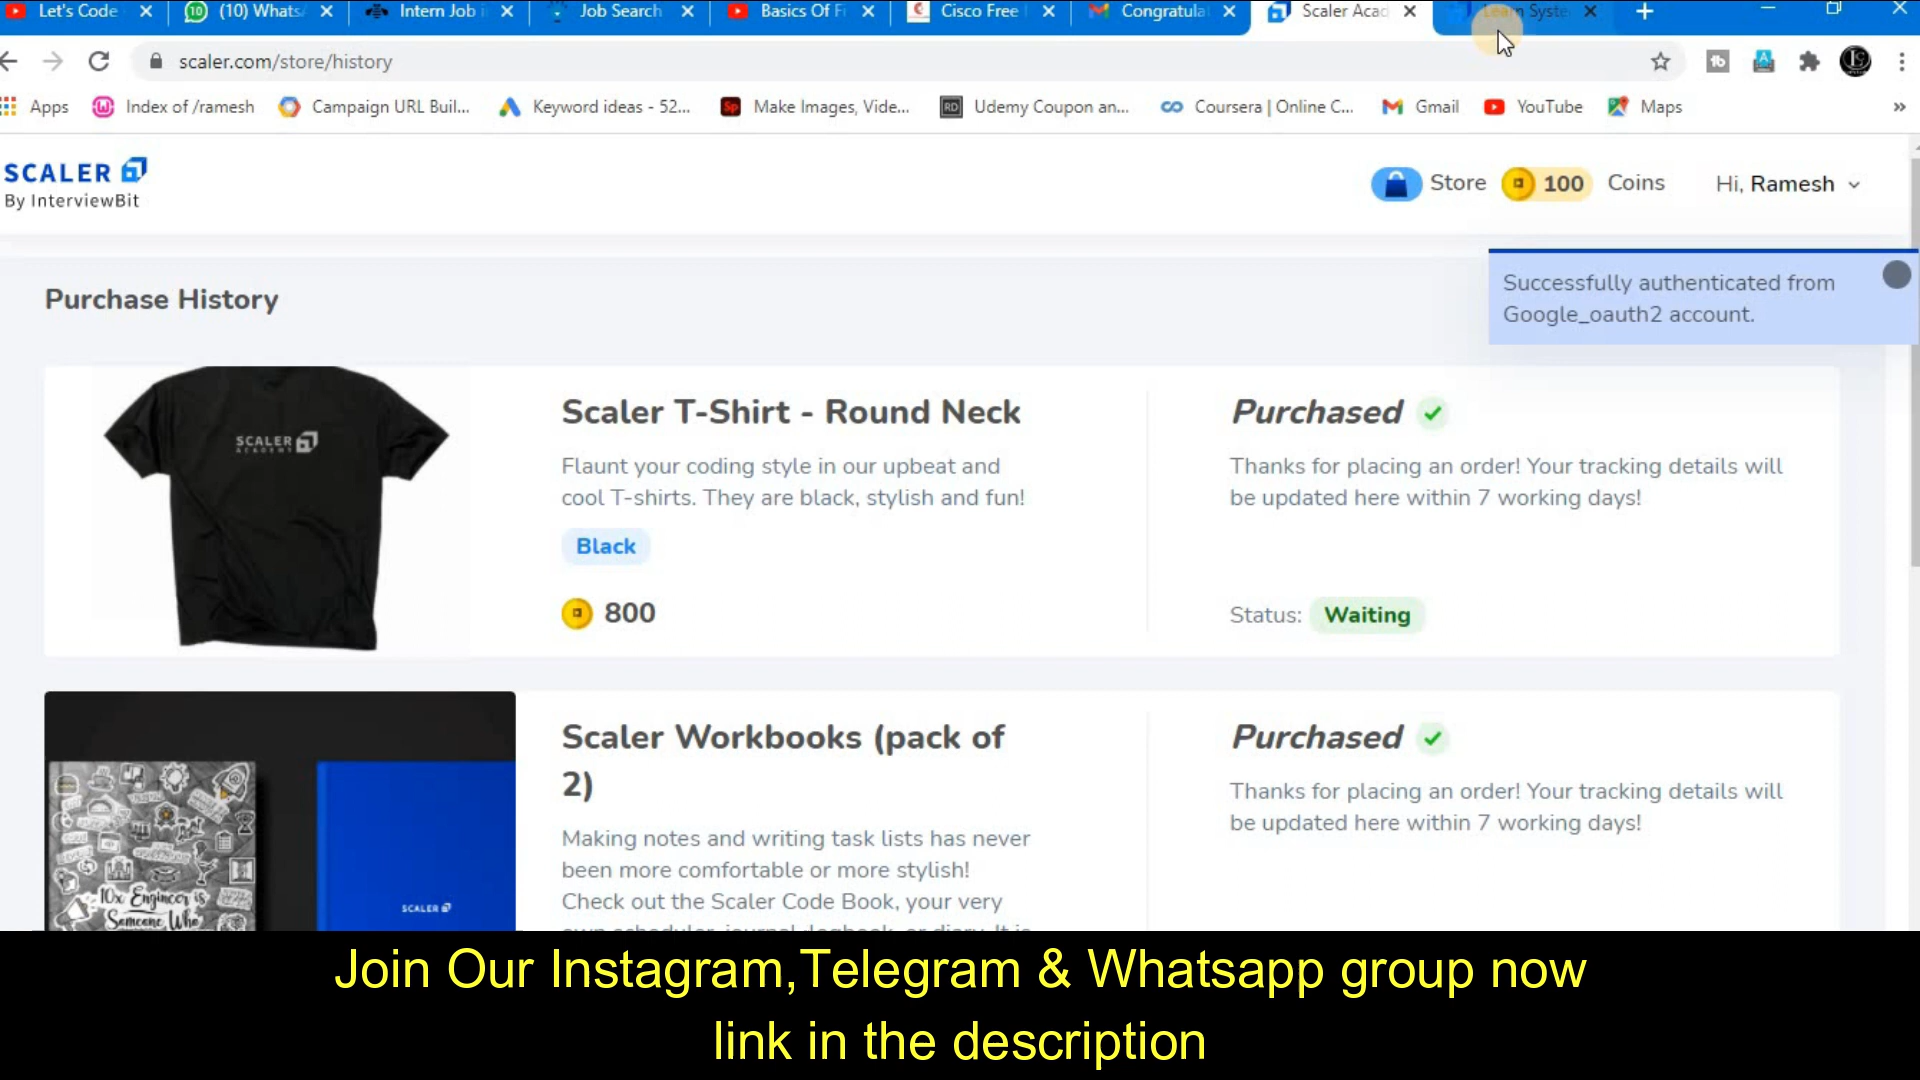 Let's Code
(10) Whats
Intern Job i
Job Search
Basics Of F
Cisco Free
Congratula
Scaler Aca
Learn Syste
scaler.com/store/history
Apps
Index of /ramesh
Campaign URL Buil...
Keyword ideas - 52...
Make Images, Vide...
Udemy Coupon an...
Coursera | Online C...
Gmail
YouTube
Maps
»
SCALER
By InterviewBit
Store
100 Coins
Hi, Ramesh
Successfully authenticated from
Google_oauth2 account.
Purchase History
SCALER
ACADEMY
Scaler T-Shirt - Round Neck
Flaunt your coding style in our upbeat and
cool T-shirts. They are black, stylish and fun!
Black
800
Purchased
Thanks for placing an order! Your tracking details will
be updated here within 7 working days!
Status: Waiting
10x Engineer is
Someone Who
SCALER
Scaler Workbooks (pack of
2)
Making notes and writing task lists has never
been more comfortable or more stylish!
Check out the Scaler Code Book, your very
Purchased
Thanks for placing an order! Your tracking details will
be updated here within 7 working days!
Join Our Instagram,Telegram & Whatsapp group now
link in the description